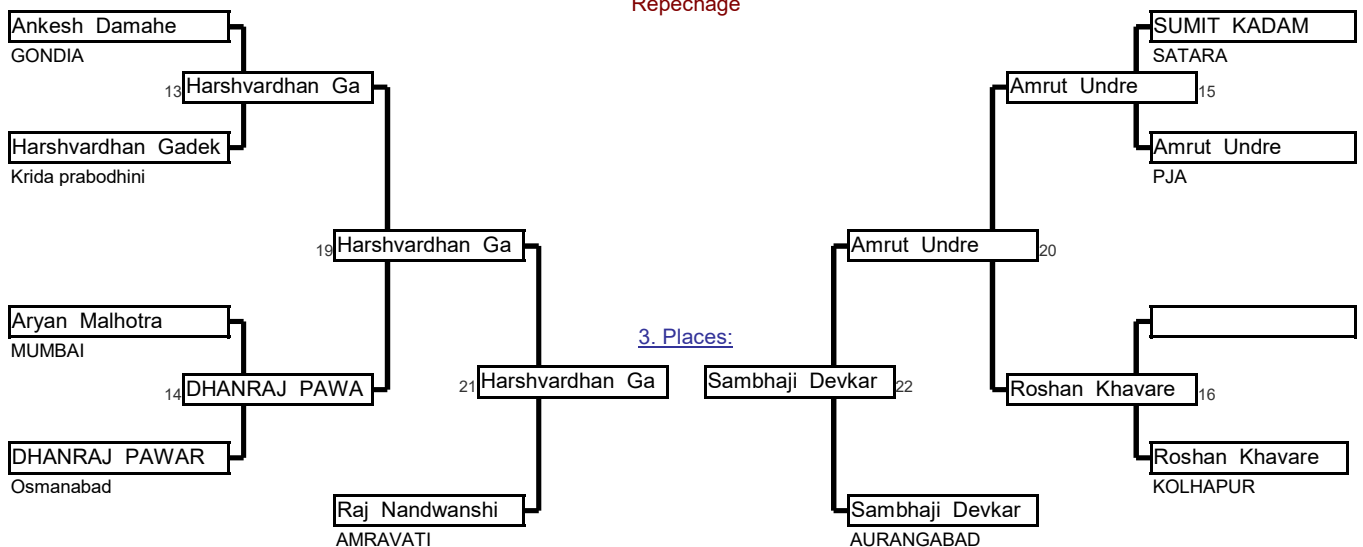 Repechage
Ankesh Damahe
GONDIA
13 Harshvardhan Ga
Harshvardhan Gadek
Krida prabodhini
19 Harshvardhan Ga
Aryan Malhotra
MUMBAI
14 DHANRAJ PAWA
DHANRAJ PAWAR
Osmanabad
21 Harshvardhan Ga
Raj Nandwanshi
AMRAVATI
3. Places:
SUMIT KADAM
SATARA
Amrut Undre 15
Amrut Undre
PJA
Amrut Undre 20
Sambhaji Devkar 22
Roshan Khavare 16
Roshan Khavare
KOLHAPUR
Sambhaji Devkar
AURANGABAD